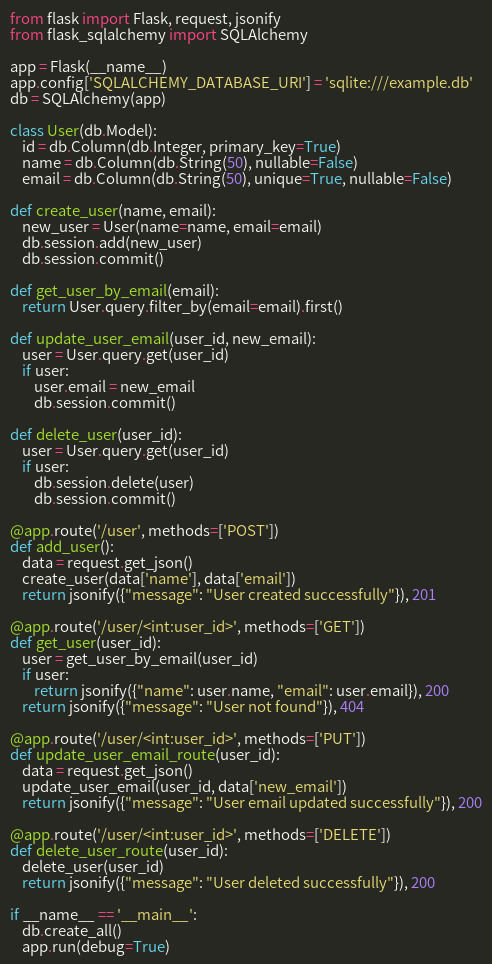 from flask import Flask, request, jsonify
from flask_sqlalchemy import SQLAlchemy

app = Flask(__name__)
app.config['SQLALCHEMY_DATABASE_URI'] = 'sqlite:///example.db'
db = SQLAlchemy(app)

class User(db.Model):
    id = db.Column(db.Integer, primary_key=True)
    name = db.Column(db.String(50), nullable=False)
    email = db.Column(db.String(50), unique=True, nullable=False)

def create_user(name, email):
    new_user = User(name=name, email=email)
    db.session.add(new_user)
    db.session.commit()

def get_user_by_email(email):
    return User.query.filter_by(email=email).first()

def update_user_email(user_id, new_email):
    user = User.query.get(user_id)
    if user:
        user.email = new_email
        db.session.commit()

def delete_user(user_id):
    user = User.query.get(user_id)
    if user:
        db.session.delete(user)
        db.session.commit()

@app.route('/user', methods=['POST'])
def add_user():
    data = request.get_json()
    create_user(data['name'], data['email'])
    return jsonify({"message": "User created successfully"}), 201

@app.route('/user/<int:user_id>', methods=['GET'])
def get_user(user_id):
    user = get_user_by_email(user_id)
    if user:
        return jsonify({"name": user.name, "email": user.email}), 200
    return jsonify({"message": "User not found"}), 404

@app.route('/user/<int:user_id>', methods=['PUT'])
def update_user_email_route(user_id):
    data = request.get_json()
    update_user_email(user_id, data['new_email'])
    return jsonify({"message": "User email updated successfully"}), 200

@app.route('/user/<int:user_id>', methods=['DELETE'])
def delete_user_route(user_id):
    delete_user(user_id)
    return jsonify({"message": "User deleted successfully"}), 200

if __name__ == '__main__':
    db.create_all()
    app.run(debug=True)